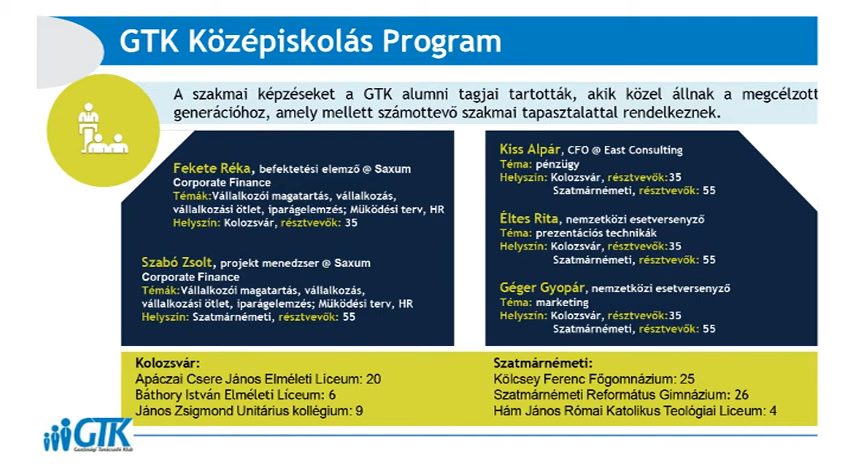 GTK Középiskolás Program
A szakmai képzéseket a GTK alumni tagjai tartották, akik közel állnak a megcélzott
generációhoz, amely mellett számottevő szakmai tapasztalattal rendelkeznek.
Fekete Réka, befektetési elemző @ Saxum
Corporate Finance
Témák:Vállalkozói magatartás, vállalkozás,
vállalkozási ötlet, iparágelemzés; Müködési terv, HR
Helyszín: Kolozsvár, résztvevők: 35
Szabó Zsolt, projekt menedzser @ Saxum
Corporate Finance
Témák:Vállalkozói magatartás, vállalkozás,
vállalkozási ötlet, iparágelemzés; Müködési terv, HR
Helyszín: Szatmárnémeti, résztvevők: 55
Kiss Alpár, CFO @ East Consulting
Téma: pénzügy
Helyszín: Kolozsvár, résztvevők:35
Szatmárnémeti, résztvevők: 55
Éltes Rita, nemzetközi esetversenyző
Téma: prezentációs technikák
Helyszín: Kolozsvár, résztvevők:35
Szatmárnémeti, résztvevők: 55
Géger Gyopár, nemzetközi esetversenyző
Téma: marketing
Helyszín: Kolozsvár, résztvevők:35
Szatmárnémeti, résztvevők: 55
Kolozsvár:
Apáczai Csere János Elméleti Líceum: 20
Báthory István Elméleti Líceum: 6
János Zsigmond Unitárius kollégium: 9
Szatmárnémeti:
Kölcsey Ferenc Főgomnázium: 25
Szatmárnémeti Református Gimnázium: 26
Hám János Római Katolikus Teológiai Liceum: 4
GTK
Gazdasági Tanácsadó Klub